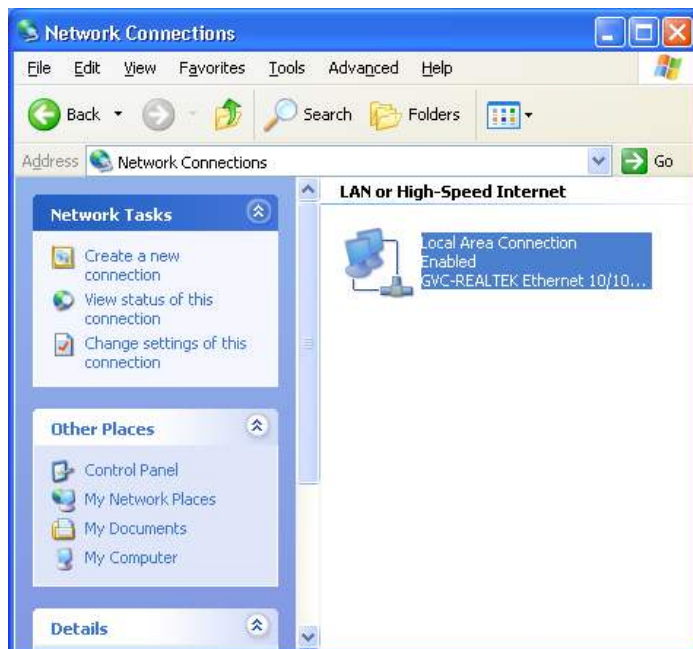 Network Connections
File Edit View Favorites Tools Advanced Help
Back Search Folders
Address Network Connections Go
Network Tasks
Create a new
connection
View status of this
connection
Change settings of this
connection
Other Places
Control Panel
My Network Places
My Documents
My Computer
Details
LAN or High-Speed Internet
Local Area Connection
Enabled
GVC-REALTEK Ethernet 10/10...